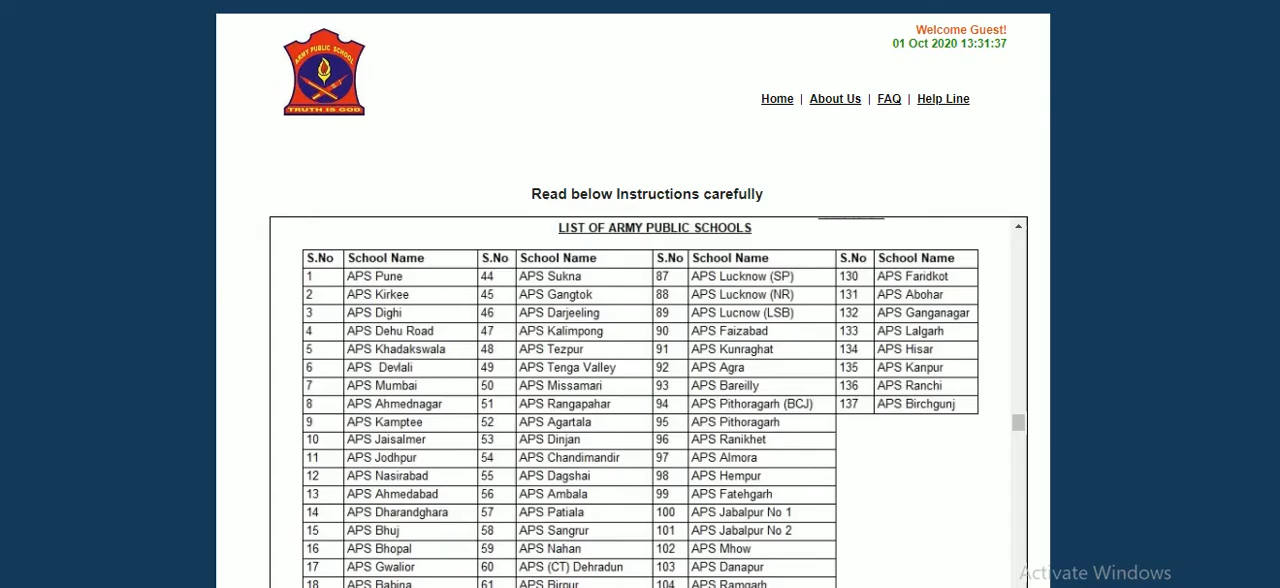 ARMY PUBLIC SCHOOL
TRUTH IS GOD
Welcome Guest!
01 Oct 2020 13:31:37
Home | About Us | FAQ | Help Line
Read below Instructions carefully
LIST OF ARMY PUBLIC SCHOOLS
S.No School Name S.No School Name S.No School Name S.No School Name
1 APS Pune 44 APS Sukna 87 APS Lucknow (SP) 130 APS Faridkot
2 APS Kirkee 45 APS Gangtok 88 APS Lucknow (NR) 131 APS Abohar
3 APS Dighi 46 APS Darjeeling 89 APS Lucnow (LSB) 132 APS Ganganagar
4 APS Dehu Road 47 APS Kalimpong 90 APS Faizabad 133 APS Lalgarh
5 APS Khadakswala 48 APS Tezpur 91 APS Kunraghat 134 APS Hisar
6 APS Devlali 49 APS Tenga Valley 92 APS Agra 135 APS Kanpur
7 APS Mumbai 50 APS Missamari 93 APS Bareilly 136 APS Ranchi
8 APS Ahmednagar 51 APS Rangapahar 94 APS Pithoragarh (BCJ) 137 APS Birchgunj
9 APS Kamptee 52 APS Agartala 95 APS Pithoragarh
10 APS Jaisalmer 53 APS Dinjan 96 APS Ranikhet
11 APS Jodhpur 54 APS Chandimandir 97 APS Almora
12 APS Nasirabad 55 APS Dagshai 98 APS Hempur
13 APS Ahmedabad 56 APS Ambala 99 APS Fatehgarh
14 APS Dharandghara 57 APS Patiala 100 APS Jabalpur No 1
15 APS Bhuj 58 APS Sangrur 101 APS Jabalpur No 2
16 APS Bhopal 59 APS Nahan 102 APS Mhow
17 APS Gwalior 60 APS (CT) Dehradun 103 APS Danapur
18 APS Babina 61 APS Birpur 104 APS Ramgarh
Activate Windows